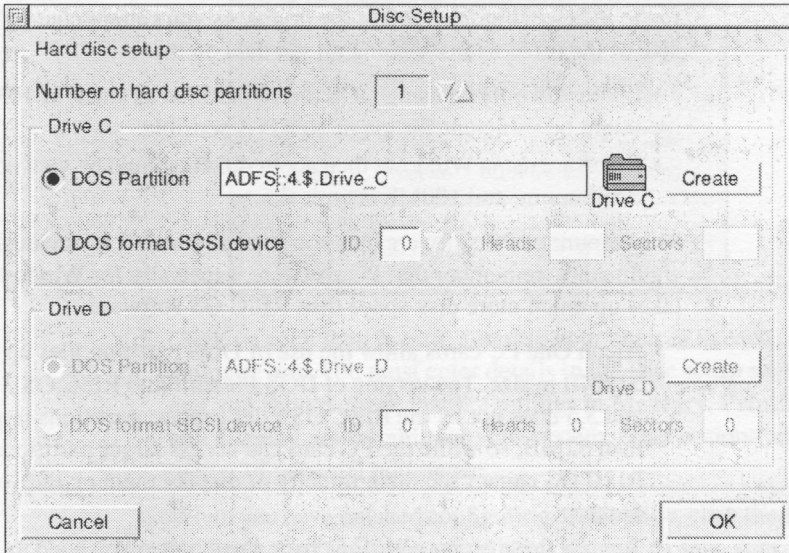 Disc Setup
Hard disc setup
Number of hard disc partitions 1
Drive C
DOS Partition ADFS::4.$.Drive_C Drive C Create
DOS format SCSI device ID 0 Heads Sectors
Drive D
DOS Partition ADFS::4.$.Drive_D Drive D Create
DOS format SCSI device ID 0 Heads 0 Sectors 0
Cancel OK